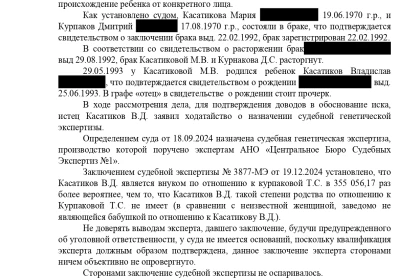 происхождение ребенка от конкретного лица.
Как установлено судом, Касатикова Мария 19.06.1970 г.р., и
Курпаков Дмитрий 17.08.1970 г.р., состояли в браке, что подтверждается
свидетельством о заключении брака выд. 22.02.1992, брак зарегистрирован 22.02.1992.
В соответствии со свидетельством о расторжении брак
выд 29.08.1992, брак Касатиковой М.В. и Курнакова Д.С. расторгнут.
29.05.1993 у Касатиковой М.В. родился ребенок Касатиков Владислав
, что подтверждается свидетельством о рождении выд.
25.06.1993. В графе «отец» в свидетельстве о рождении стоит прочерк.
В ходе рассмотрения дела, для подтверждения доводов в обоснование иска,
истец Касатиков В.Д. заявил ходатайство о назначении судебной генетической
экспертизы.
Определением суда от 18.09.2024 назначена судебная генетическая экспертиза,
производство которой поручено экспертам АНО «Центральное Бюро Судебных
Экспертиз №1».
Заключением судебной экспертизы № 3877-МЭ от 19.12.2024 установлено, что
Касатиков В.Д. является внуком по отношению к курпаковой Т.С. в 355 056,17 раз
более вероятнее, чем то, что Касатиков В.Д. такой степени родства по отношению к
Курпаковой Т.С. не имеет (в сравнении с неизвестной женщиной, заведомо не
являющейся бабушкой по отношению к Касатикову В.Д.).
Не доверять выводам эксперта, давшего заключение, будучи предупрежденного
об уголовной ответственности, у суда не имеется оснований, поскольку квалификация
эксперта должным образом подтверждена, данное заключение эксперта сторонами
ничем объективно не опровергнуто.
Сторонами заключение судебной экспертизы не оспаривалось.